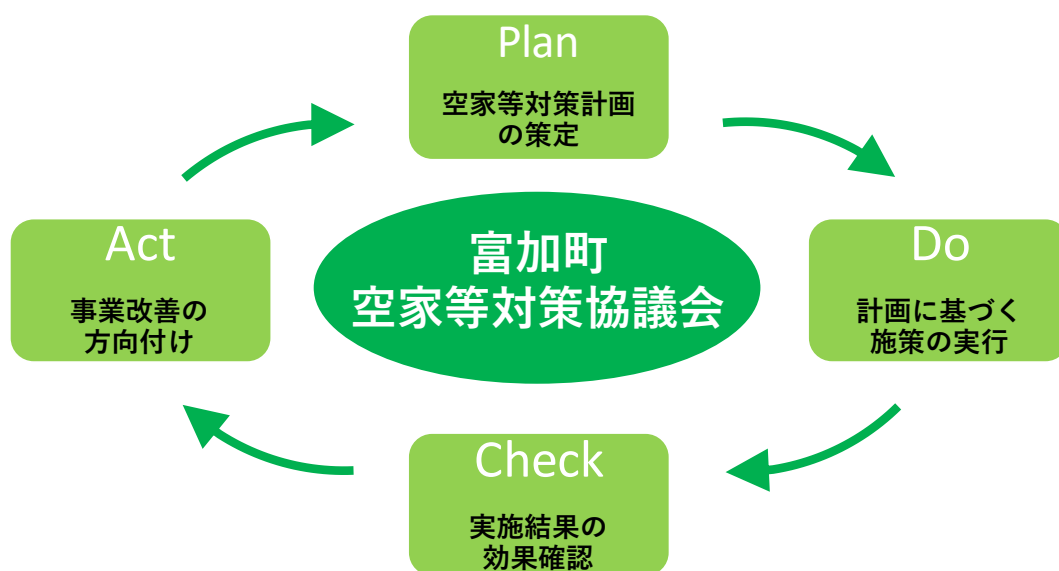 Plan
空家等対策計画
の策定
Do
計画に基づく
施策の実行
Check
実施結果の
効果確認
Act
事業改善の
方向付け
富加町
空家等対策協議会